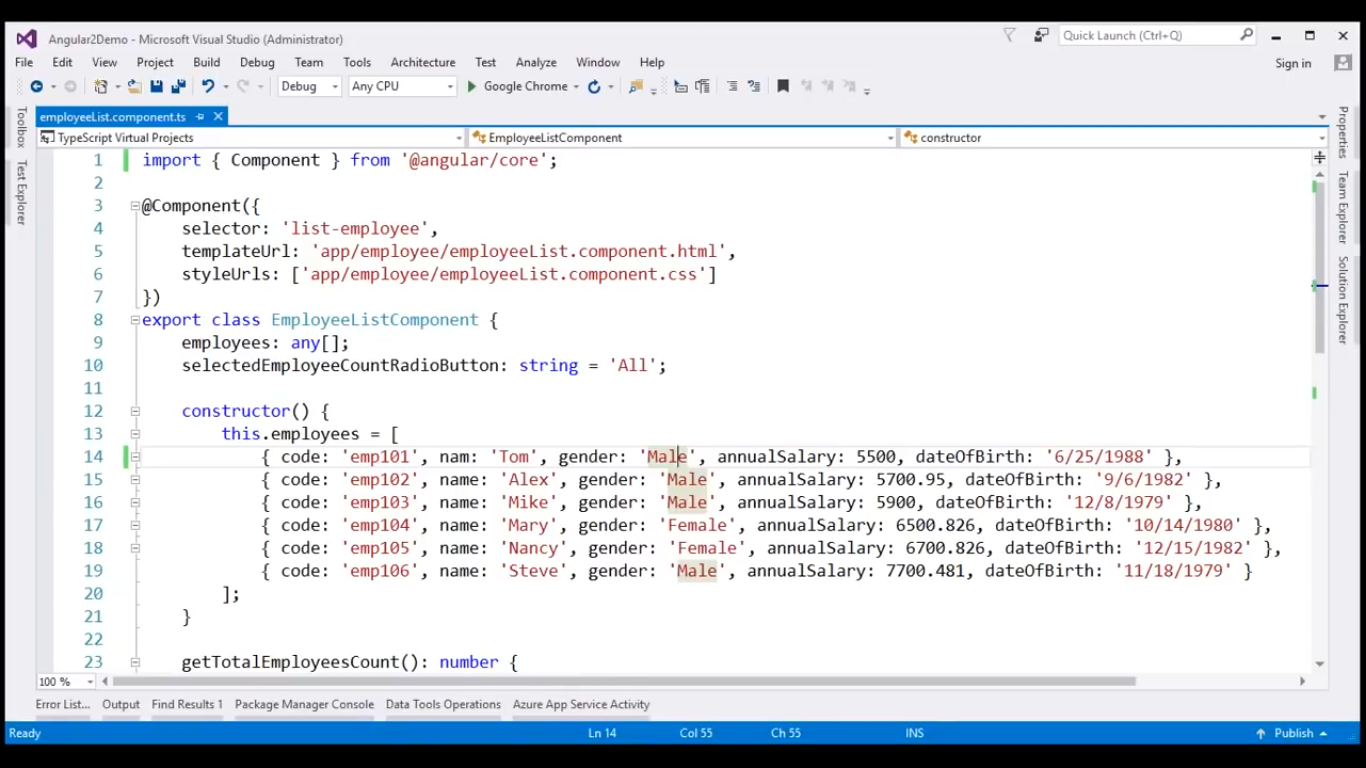 Angular2Demo - Microsoft Visual Studio (Administrator)
Quick Launch (Ctrl+Q)
File Edit View Project Build Debug Team Tools Architecture Test Analyze Window Help
Sign in
Debug Any CPU Google Chrome
employeeList.component.ts
TypeScript Virtual Projects EmployeeListComponent constructor
Toolbox
Test Explorer
Properties
Team Explorer
Solution Explorer
1 import { Component } from '@angular/core';
2
3 @Component({
4 selector: 'list-employee',
5 templateUrl: 'app/employee/employeeList.component.html',
6 styleUrls: ['app/employee/employeeList.component.css']
7 })
8 export class EmployeeListComponent {
9 employees: any[];
10 selectedEmployeeCountRadioButton: string = 'All';
11
12 constructor() {
13 this.employees = [
14 { code: 'emp101', nam: 'Tom', gender: 'Male', annualSalary: 5500, dateOfBirth: '6/25/1988' },
15 { code: 'emp102', name: 'Alex', gender: 'Male', annualSalary: 5700.95, dateOfBirth: '9/6/1982' },
16 { code: 'emp103', name: 'Mike', gender: 'Male', annualSalary: 5900, dateOfBirth: '12/8/1979' },
17 { code: 'emp104', name: 'Mary', gender: 'Female', annualSalary: 6500.826, dateOfBirth: '10/14/1980' },
18 { code: 'emp105', name: 'Nancy', gender: 'Female', annualSalary: 6700.826, dateOfBirth: '12/15/1982' },
19 { code: 'emp106', name: 'Steve', gender: 'Male', annualSalary: 7700.481, dateOfBirth: '11/18/1979' }
20 ];
21 }
22
23 getTotalEmployeesCount(): number {
100 %
Error List... Output Find Results 1 Package Manager Console Data Tools Operations Azure App Service Activity
Ready Ln 14 Col 55 Ch 55 INS Publish